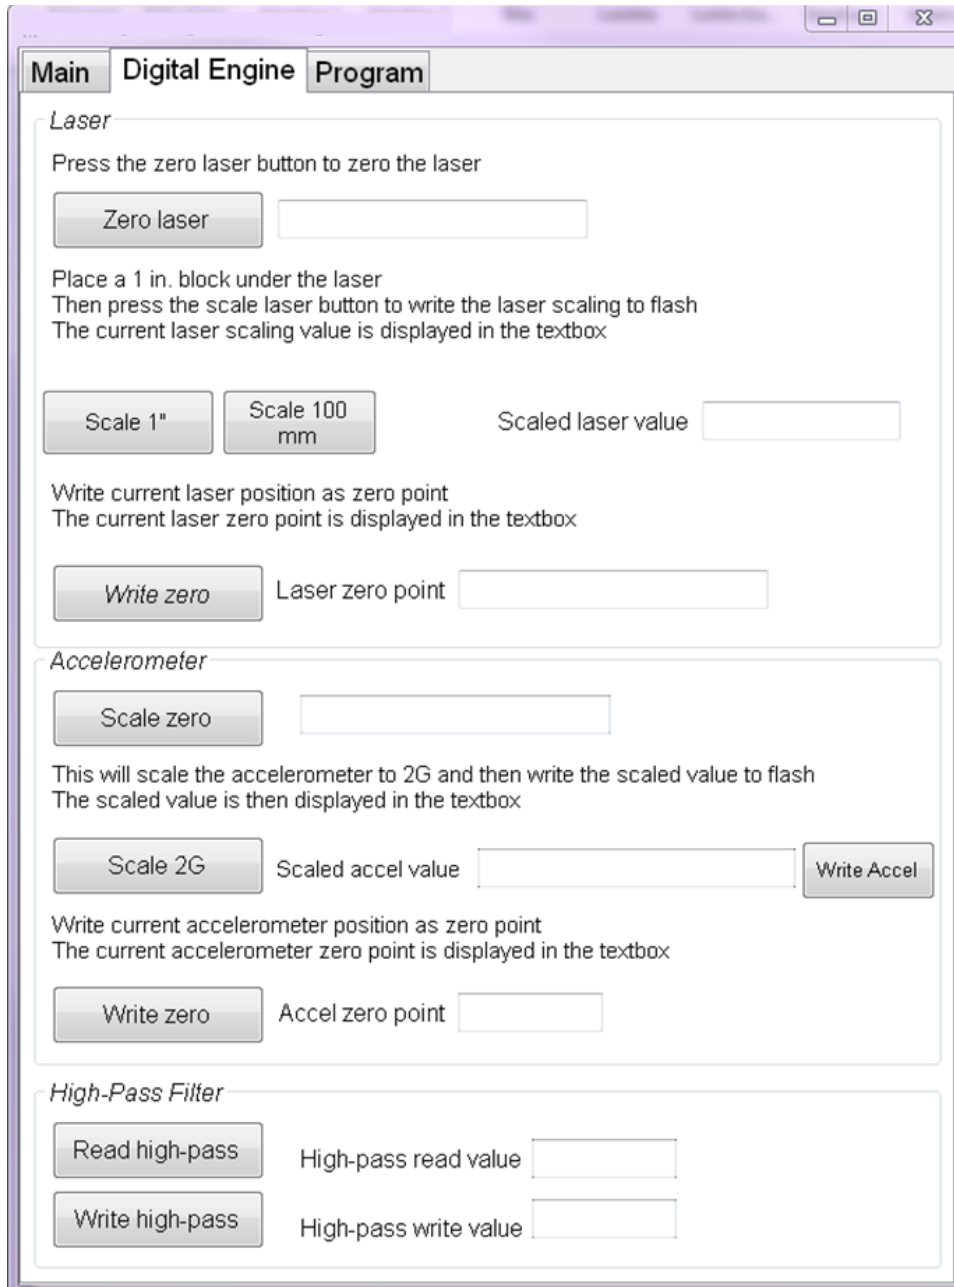 Main Digital Engine Program
Laser
Press the zero laser button to zero the laser
Zero laser
Place a 1 in. block under the laser
Then press the scale laser button to write the laser scaling to flash
The current laser scaling value is displayed in the textbox
Scale 1" Scale 100 mm Scaled laser value
Write current laser position as zero point
The current laser zero point is displayed in the textbox
Write zero Laser zero point
Accelerometer
Scale zero
This will scale the accelerometer to 2G and then write the scaled value to flash
The scaled value is then displayed in the textbox
Scale 2G Scaled accel value Write Accel
Write current accelerometer position as zero point
The current accelerometer zero point is displayed in the textbox
Write zero Accel zero point
High-Pass Filter
Read high-pass High-pass read value
Write high-pass High-pass write value